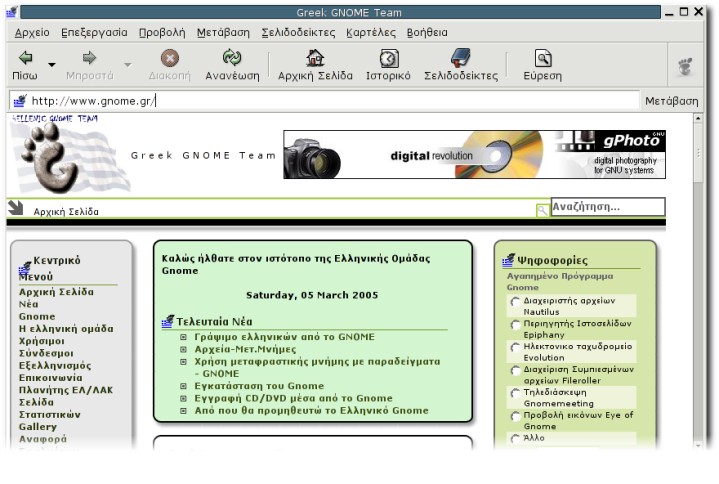 Greek GNOME Team
Αρχείο Επεξεργασία Προβολή Μετάβαση Σελιδοδείκτες Καρτέλες Βοήθεια
Πίσω Μπροστά Διακοπή Ανανέωση Αρχική Σελίδα Ιστορικό Σελιδοδείκτες Εύρεση
http://www.gnome.gr/ Μετάβαση
HELLENIC GNOME TEAM
Greek GNOME Team
digital revolution
gPhoto GNU
digital photography
for GNU systems
Αρχική Σελίδα
Αναζήτηση...
Κεντρικό
Μενού
Αρχική Σελίδα
Νέα
Gnome
Η ελληνική ομάδα
Χρήσιμοι
Σύνδεσμοι
Εξελληνισμός
Επικοινωνία
Πλανήτης ΕΛ/ΛΑΚ
Σελίδα
Στατιστικών
Gallery
Αναφορά
Καλώς ήλθατε στον ιστότοπο της Ελληνικής Ομάδας
Gnome
Saturday, 05 March 2005
Τελευταία Νέα
Γράψιμο ελληνικών από το GNOME
Αρχεία-Μετ.Μνήμες
Χρήση μεταφραστικής μνήμης με παραδείγματα
- GNOME
Εγκατάσταση του Gnome
Εγγραφή CD/DVD μέσα από το Gnome
Από που θα προμηθευτώ το Ελληνικό Gnome
Ψηφοφορίες
Αγαπημένο Πρόγραμμα
Gnome
Διαχειριστής αρχείων
Nautilus
Περιηγητής Ιστοσελίδων
Epiphany
Ηλεκτονικο ταχυδρομείο
Evolution
Διαχείριση Συμπιεσμένων
αρχείων Fileroller
Τηλεδιάσκεψη
Gnomemeeting
Προβολή εικόνων Eye of
Gnome
Άλλο